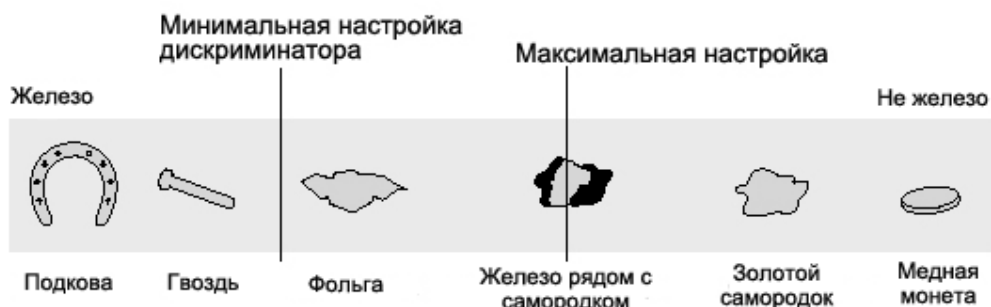 Минимальная настройка
дискриминатора
Максимальная настройка
Железо
Не железо
Подкова
Гвоздь
Фольга
Железо рядом с
самородком
Золотой
самородок
Медная
монета